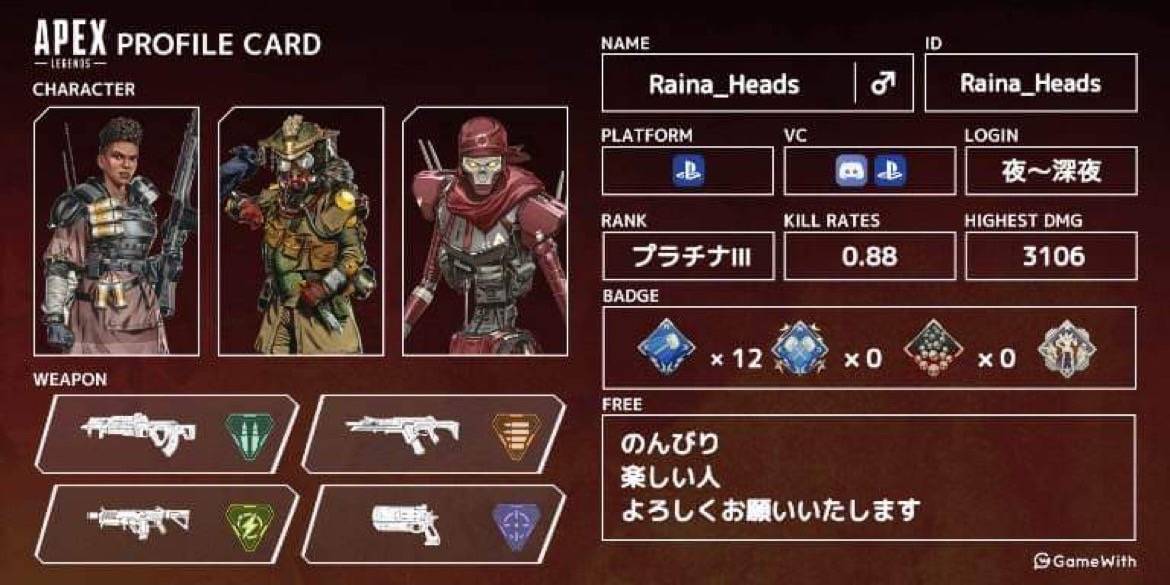 APEX
LEGENDS
PROFILE CARD
CHARACTER
WEAPON
NAME
Raina_Heads ♂
ID
Raina_Heads
PLATFORM
VC
LOGIN
夜～深夜
RANK
プラチナIII
KILL RATES
0.88
HIGHEST DMG
3106
BADGE
×12 ×0 ×0
FREE
のんびり
楽しい人
よろしくお願いいたします
GameWith